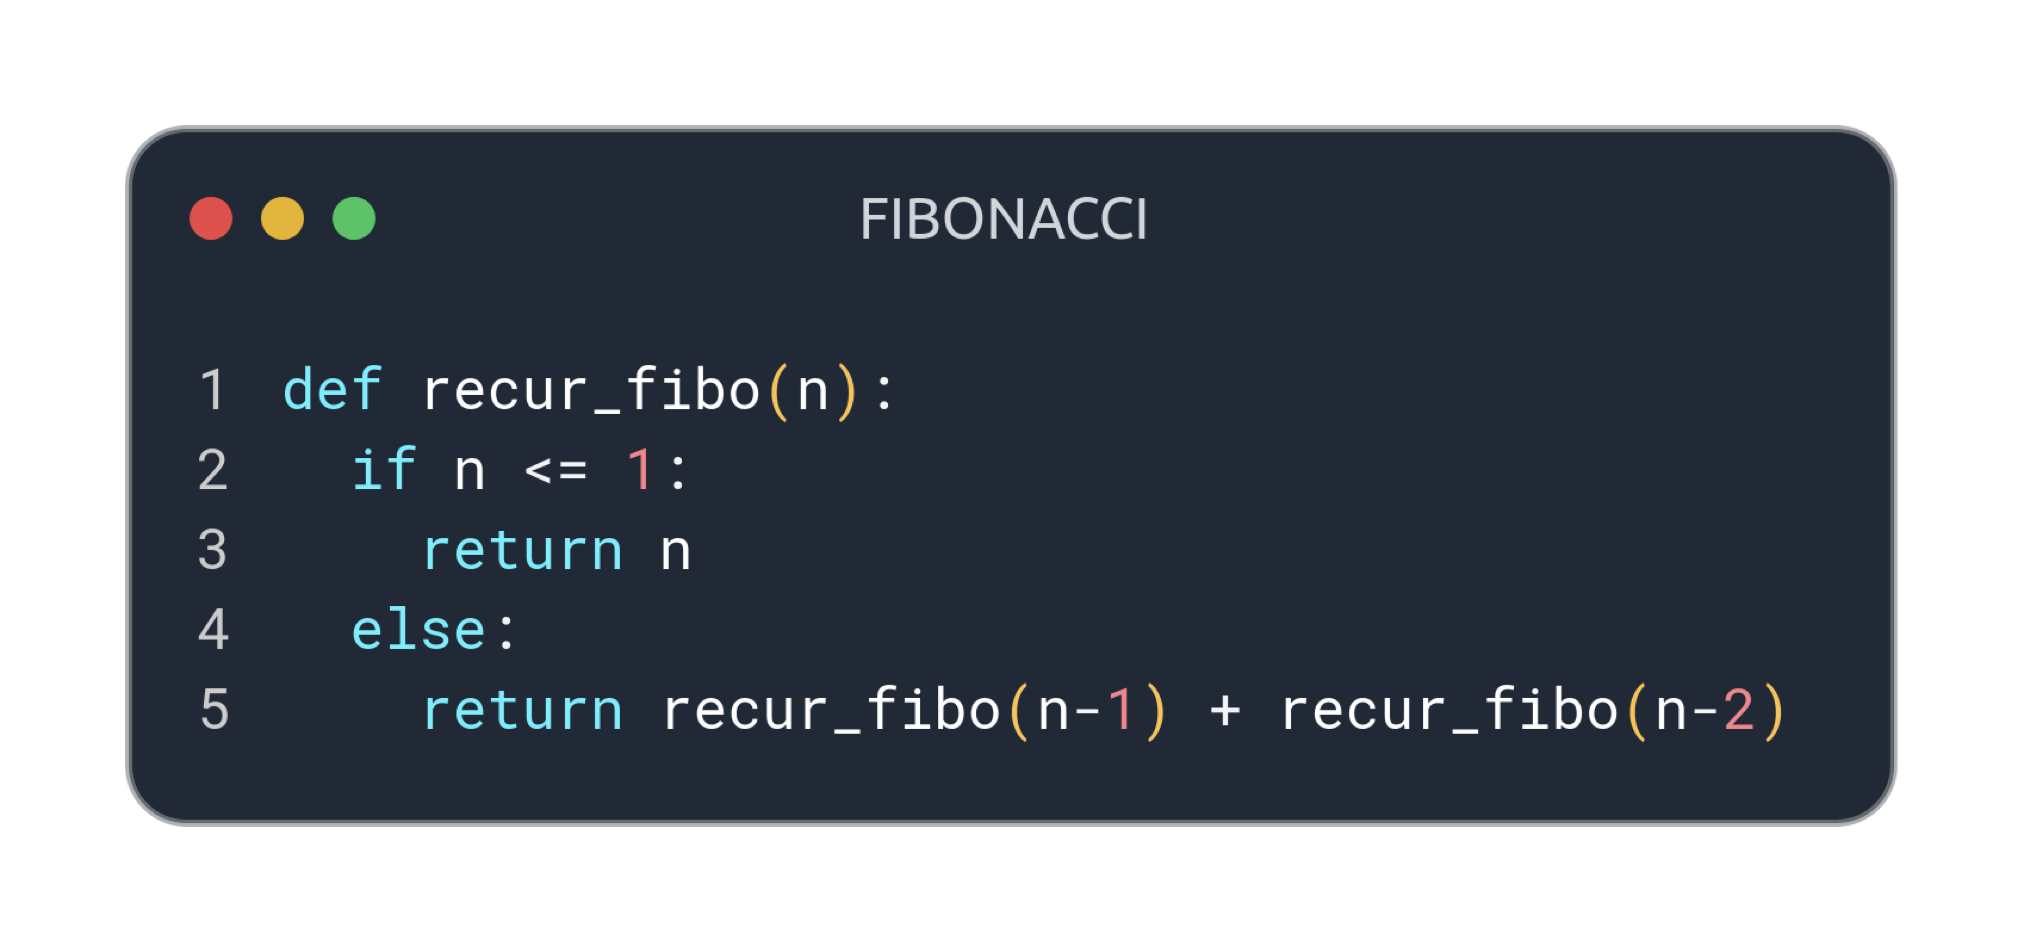 FIBONACCI
1 def recur_fibo(n):
2   if n <= 1:
3     return n
4   else:
5     return recur_fibo(n-1) + recur_fibo(n-2)